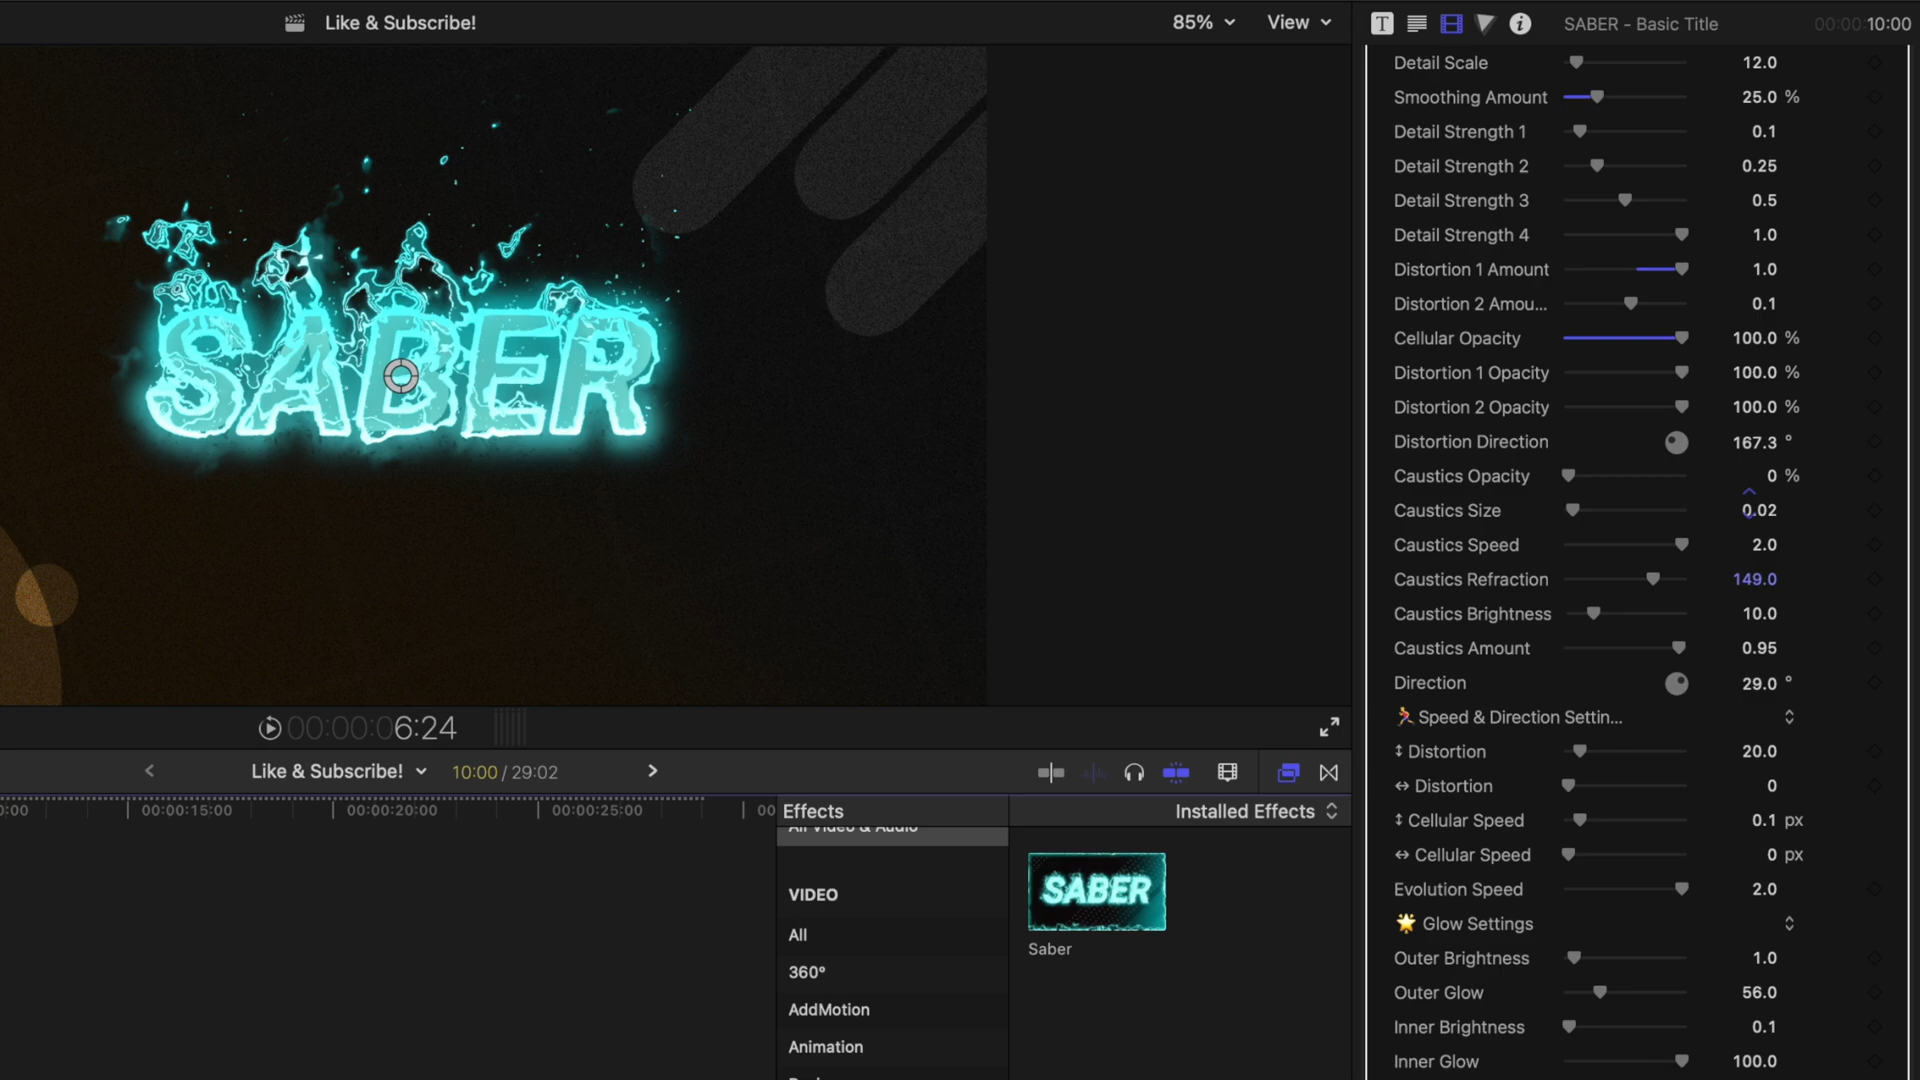 Like & Subscribe!
85%
View
T
SABER - Basic Title
00:00:10:00
Detail Scale 12.0
Smoothing Amount 25.0 %
Detail Strength 1 0.1
Detail Strength 2 0.25
Detail Strength 3 0.5
Detail Strength 4 1.0
Distortion 1 Amount 1.0
Distortion 2 Amou... 0.1
Cellular Opacity 100.0 %
Distortion 1 Opacity 100.0 %
Distortion 2 Opacity 100.0 %
Distortion Direction 167.3 °
Caustics Opacity 0 %
Caustics Size 0.02
Caustics Speed 2.0
Caustics Refraction 149.0
Caustics Brightness 10.0
Caustics Amount 0.95
Direction 29.0 °
Speed & Direction Settin...
↕ Distortion 20.0
↔ Distortion 0
↕ Cellular Speed 0.1 px
↔ Cellular Speed 0 px
Evolution Speed 2.0
Glow Settings
Outer Brightness 1.0
Outer Glow 56.0
Inner Brightness 0.1
Inner Glow 100.0
SABER
00:00:06:24
Like & Subscribe!
10:00 / 29:02
00:00:15:00
00:00:20:00
00:00:25:00
Effects
Installed Effects
All Video & Audio
VIDEO
All
360°
AddMotion
Animation
SABER
Saber